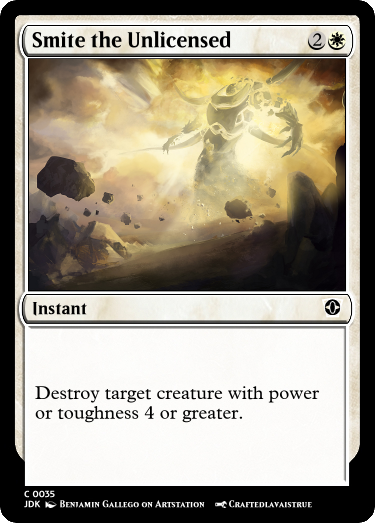 Smite the Unlicensed 2
Instant
Destroy target creature with power
or toughness 4 or greater.
C 0035
JDK Benjamin Gallego on Artstation Craftedlavaistrue